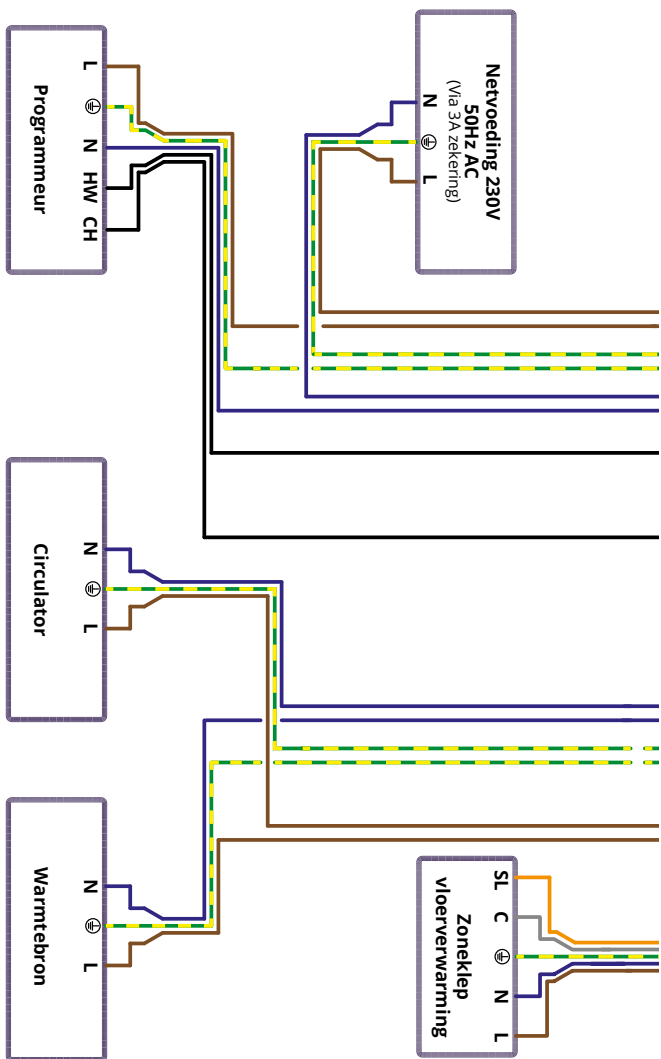 Netvoeding 230V
50Hz AC
(Via 3A zekering)
N ⏚ L
SL C ⏚ N L
Zoneklep
vloerverwarming
L ⏚ N HW CH
Programmeur
N ⏚ L
Circulator
N ⏚ L
Warmtebron